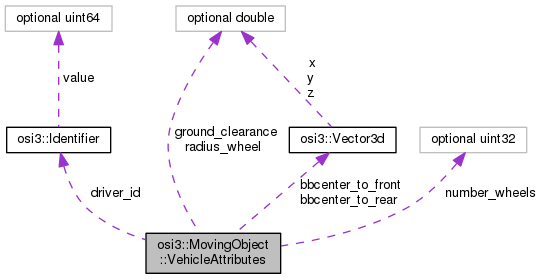 optional uint64
optional double
value
x
y
z
osi3::Identifier
ground_clearance
radius_wheel
osi3::Vector3d
optional uint32
driver_id
bbcenter_to_front
bbcenter_to_rear
number_wheels
osi3::MovingObject
::VehicleAttributes